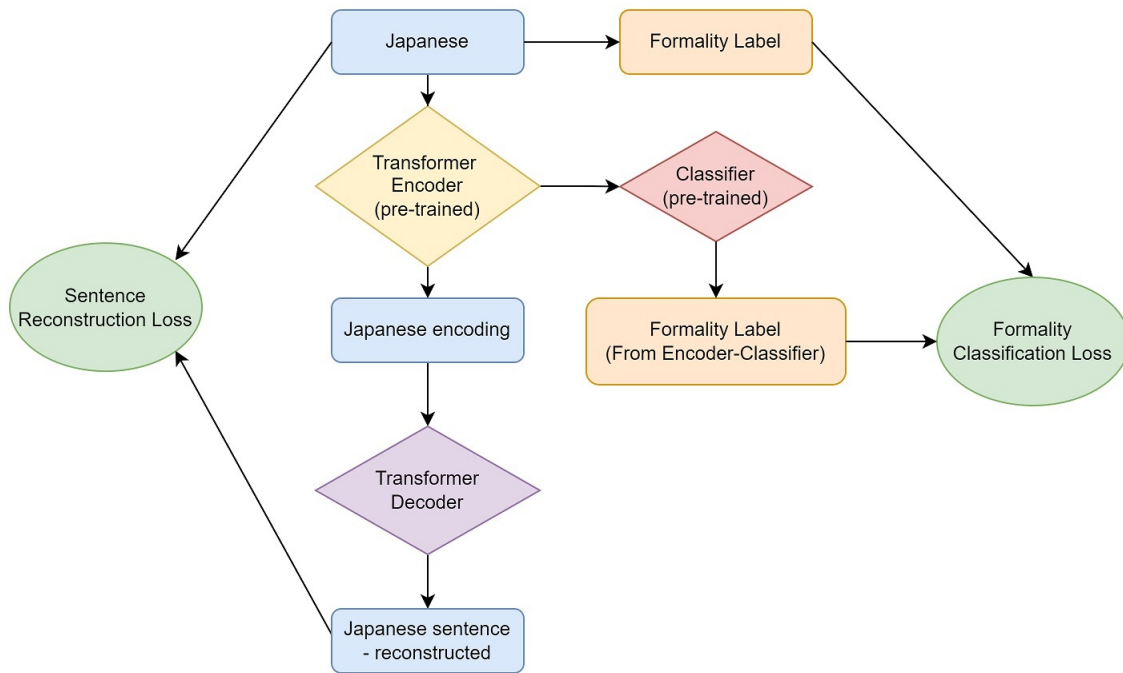 Japanese
Formality Label
Transformer
Encoder
(pre-trained)
Classifier
(pre-trained)
Sentence
Reconstruction Loss
Japanese encoding
Formality Label
(From Encoder-Classifier)
Formality
Classification Loss
Transformer
Decoder
Japanese sentence
- reconstructed